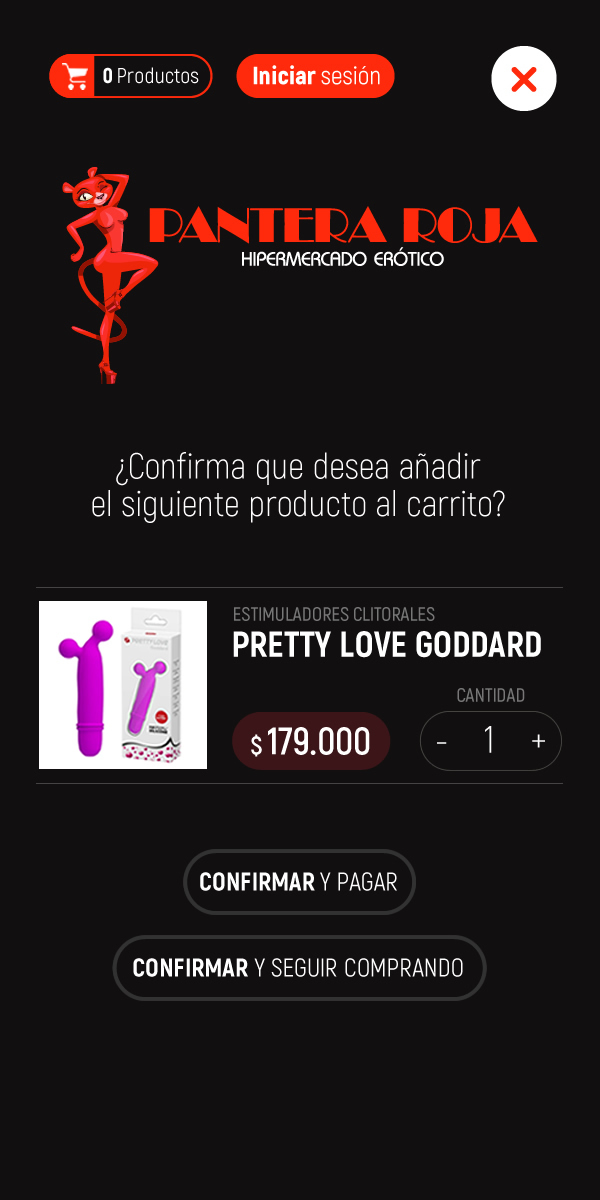 0 Productos
Iniciar sesión
PANTERA ROJA
HIPERMERCADO ERÓTICO
¿Confirma que desea añadir
el siguiente producto al carrito?
ESTIMULADORES CLITORALES
PRETTY LOVE GODDARD
CANTIDAD
$ 179.000
- 1 +
CONFIRMAR Y PAGAR
CONFIRMAR Y SEGUIR COMPRANDO